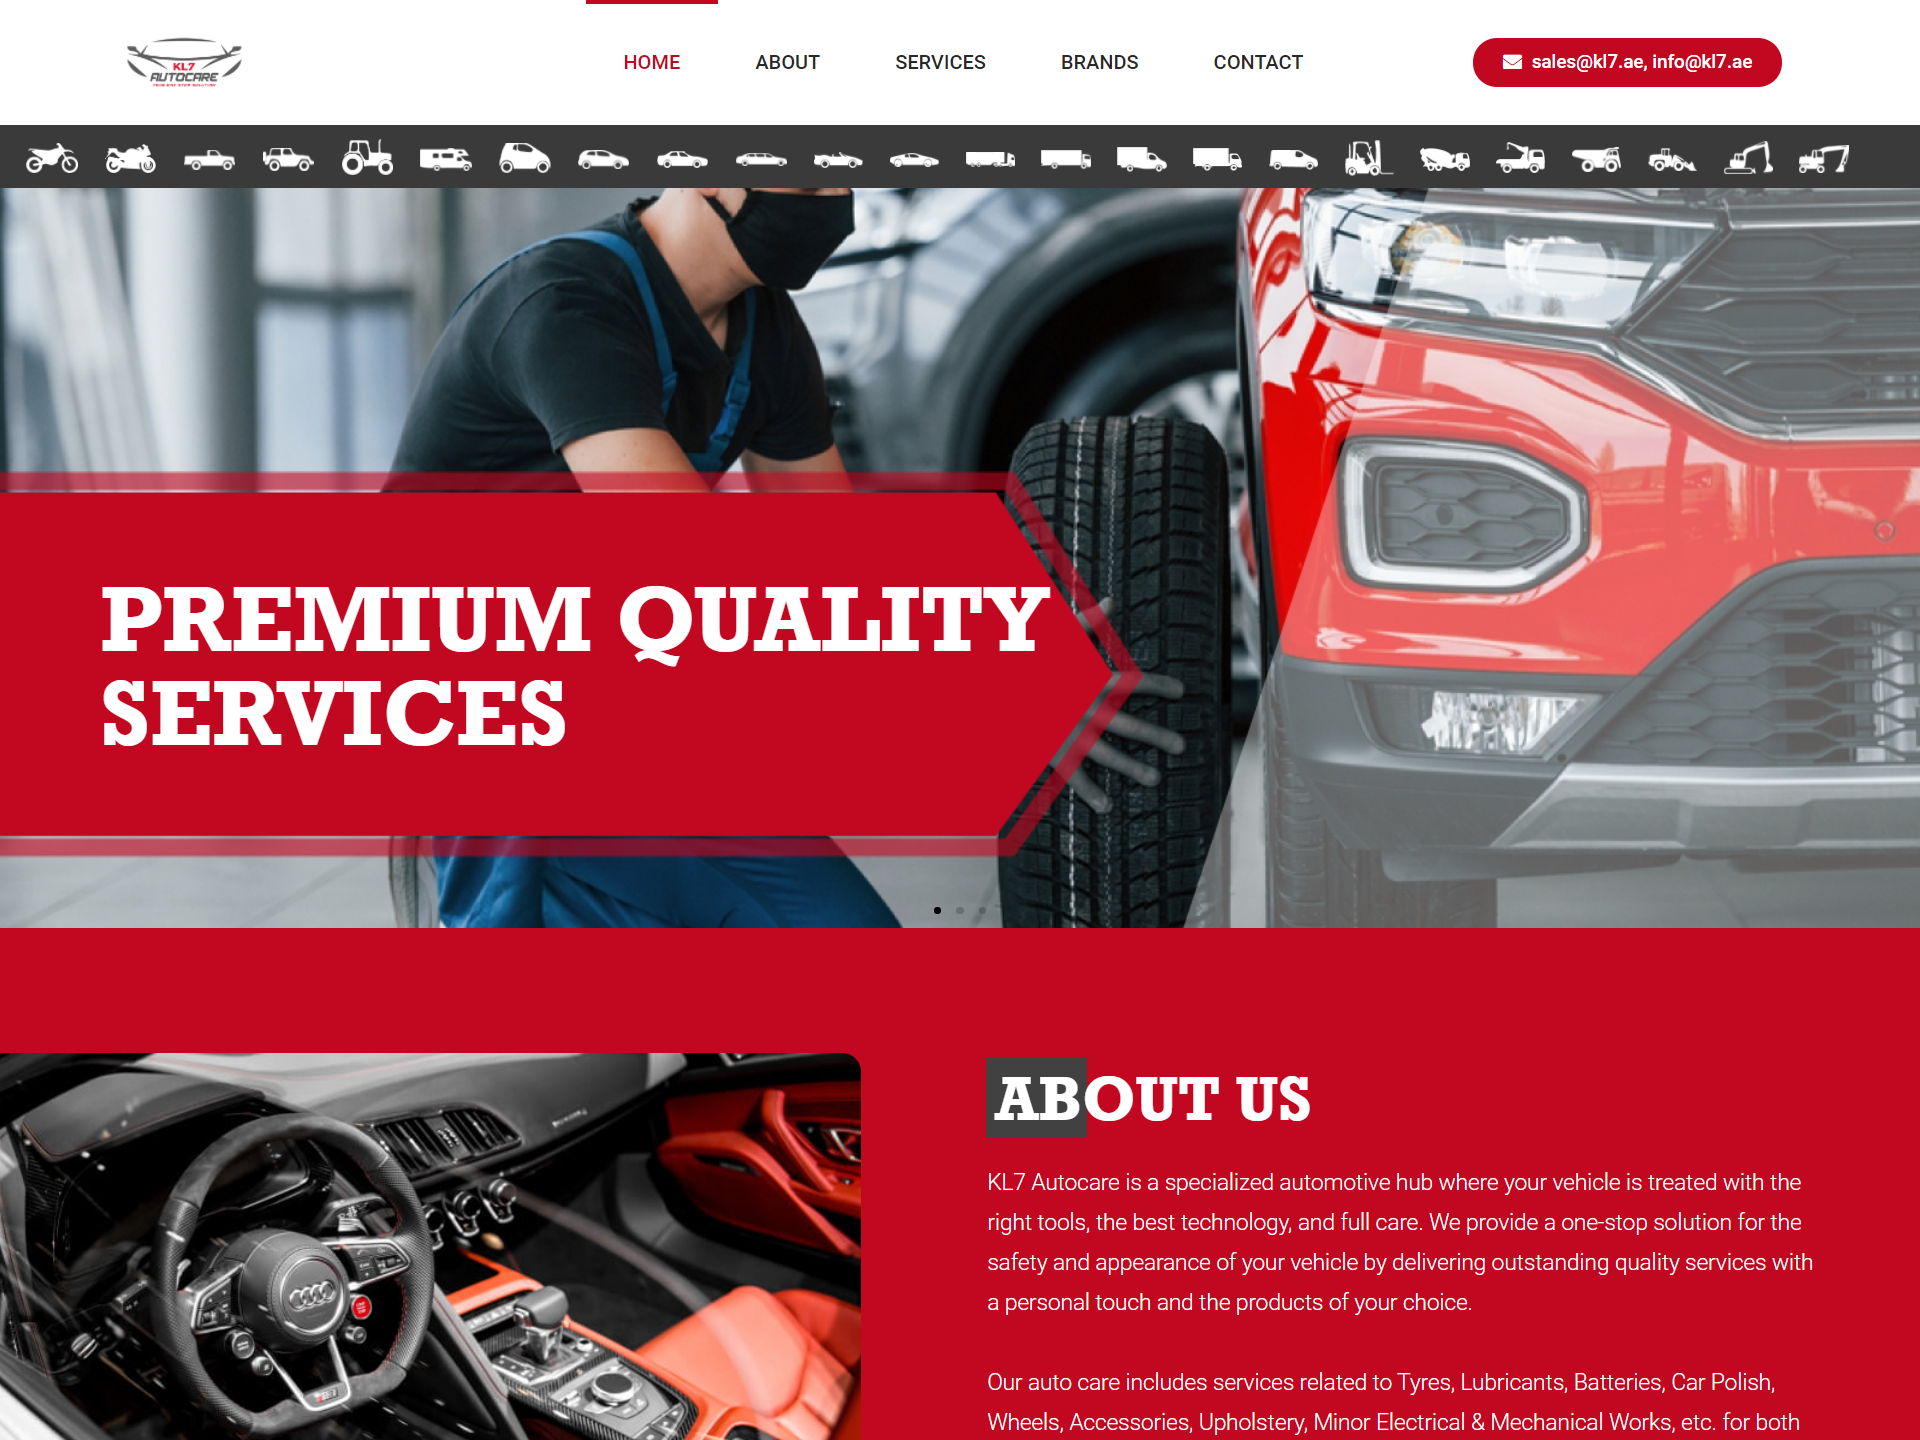 KL7
AUTOCARE
HOME
ABOUT
SERVICES
BRANDS
CONTACT
sales@kl7.ae, info@kl7.ae
PREMIUM QUALITY
SERVICES
ABOUT US
KL7 Autocare is a specialized automotive hub where your vehicle is treated with the
right tools, the best technology, and full care. We provide a one-stop solution for the
safety and appearance of your vehicle by delivering outstanding quality services with
a personal touch and the products of your choice.
Our auto care includes services related to Tyres, Lubricants, Batteries, Car Polish,
Wheels, Accessories, Upholstery, Minor Electrical & Mechanical Works, etc. for both